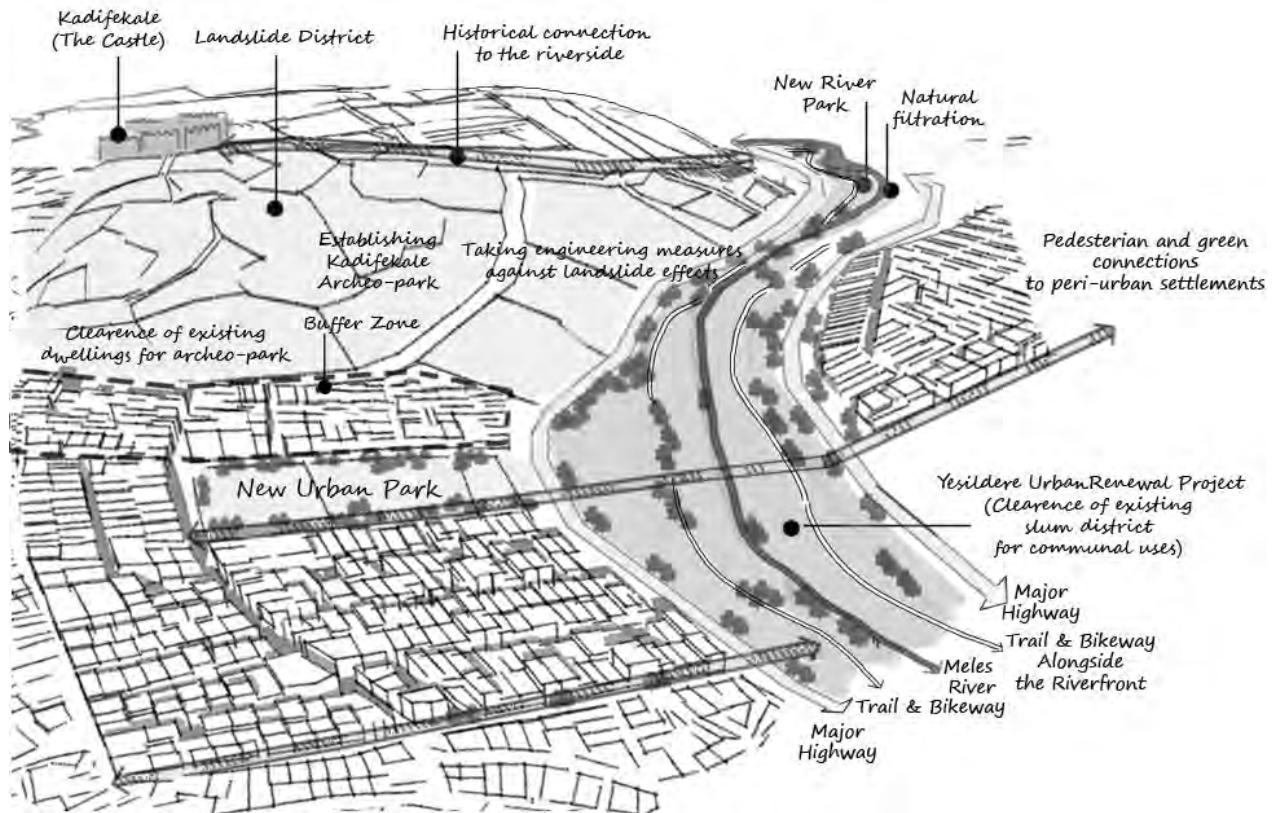 Kadifekale
(The Castle)
Landslide District
Historical connection
to the riverside
New River
Park
Natural
filtration
Establishing
Kadifekale
Archeo-park
Taking engineering measures
against landslide effects
Pedesterian and green
connections
to peri-urban settlements
Clearence of existing
dwellings for archeo-park
Buffer Zone
New Urban Park
Yesildere UrbanRenewal Project
(Clearence of existing
slum district
for communal uses)
Major
Highway
Trail & Bikeway
Alongside
the Riverfront
Meles
River
Trail & Bikeway
Major
Highway